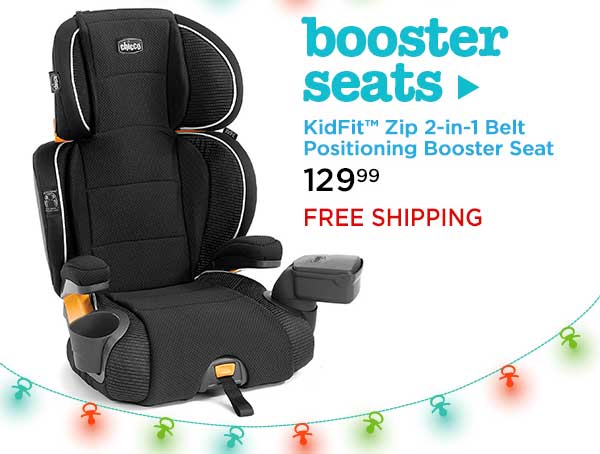 chicco
booster
seats
KidFit™ Zip 2-in-1 Belt
Positioning Booster Seat
129⁹⁹
FREE SHIPPING